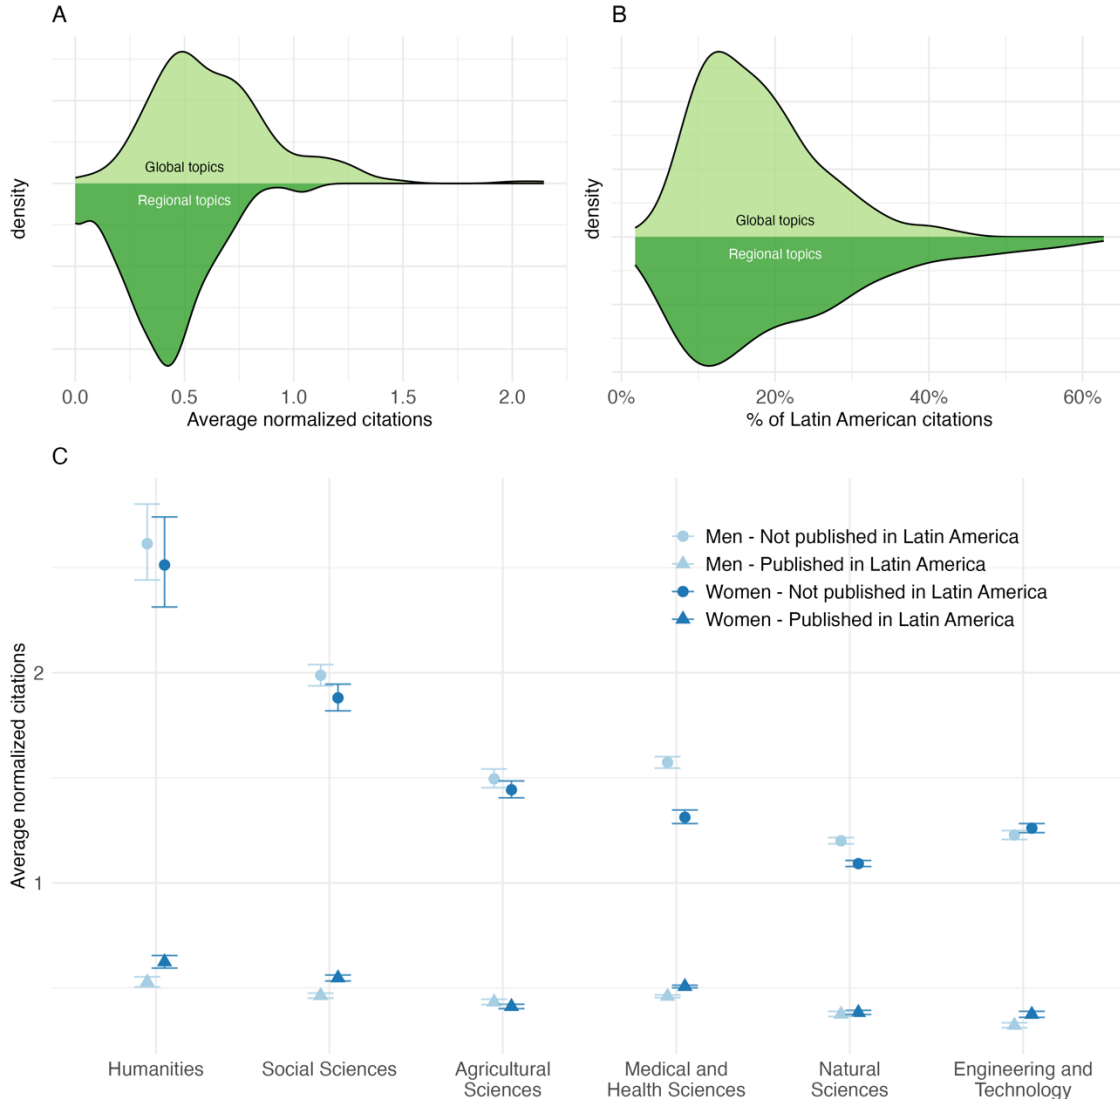 A
density
Global topics
Regional topics
0.0 0.5 1.0 1.5 2.0
Average normalized citations
B
density
Global topics
Regional topics
0% 20% 40% 60%
% of Latin American citations
C
Average normalized citations
2
1
Men - Not published in Latin America
Men - Published in Latin America
Women - Not published in Latin America
Women - Published in Latin America
Humanities
Social Sciences
Agricultural
Sciences
Medical and
Health Sciences
Natural
Sciences
Engineering and
Technology